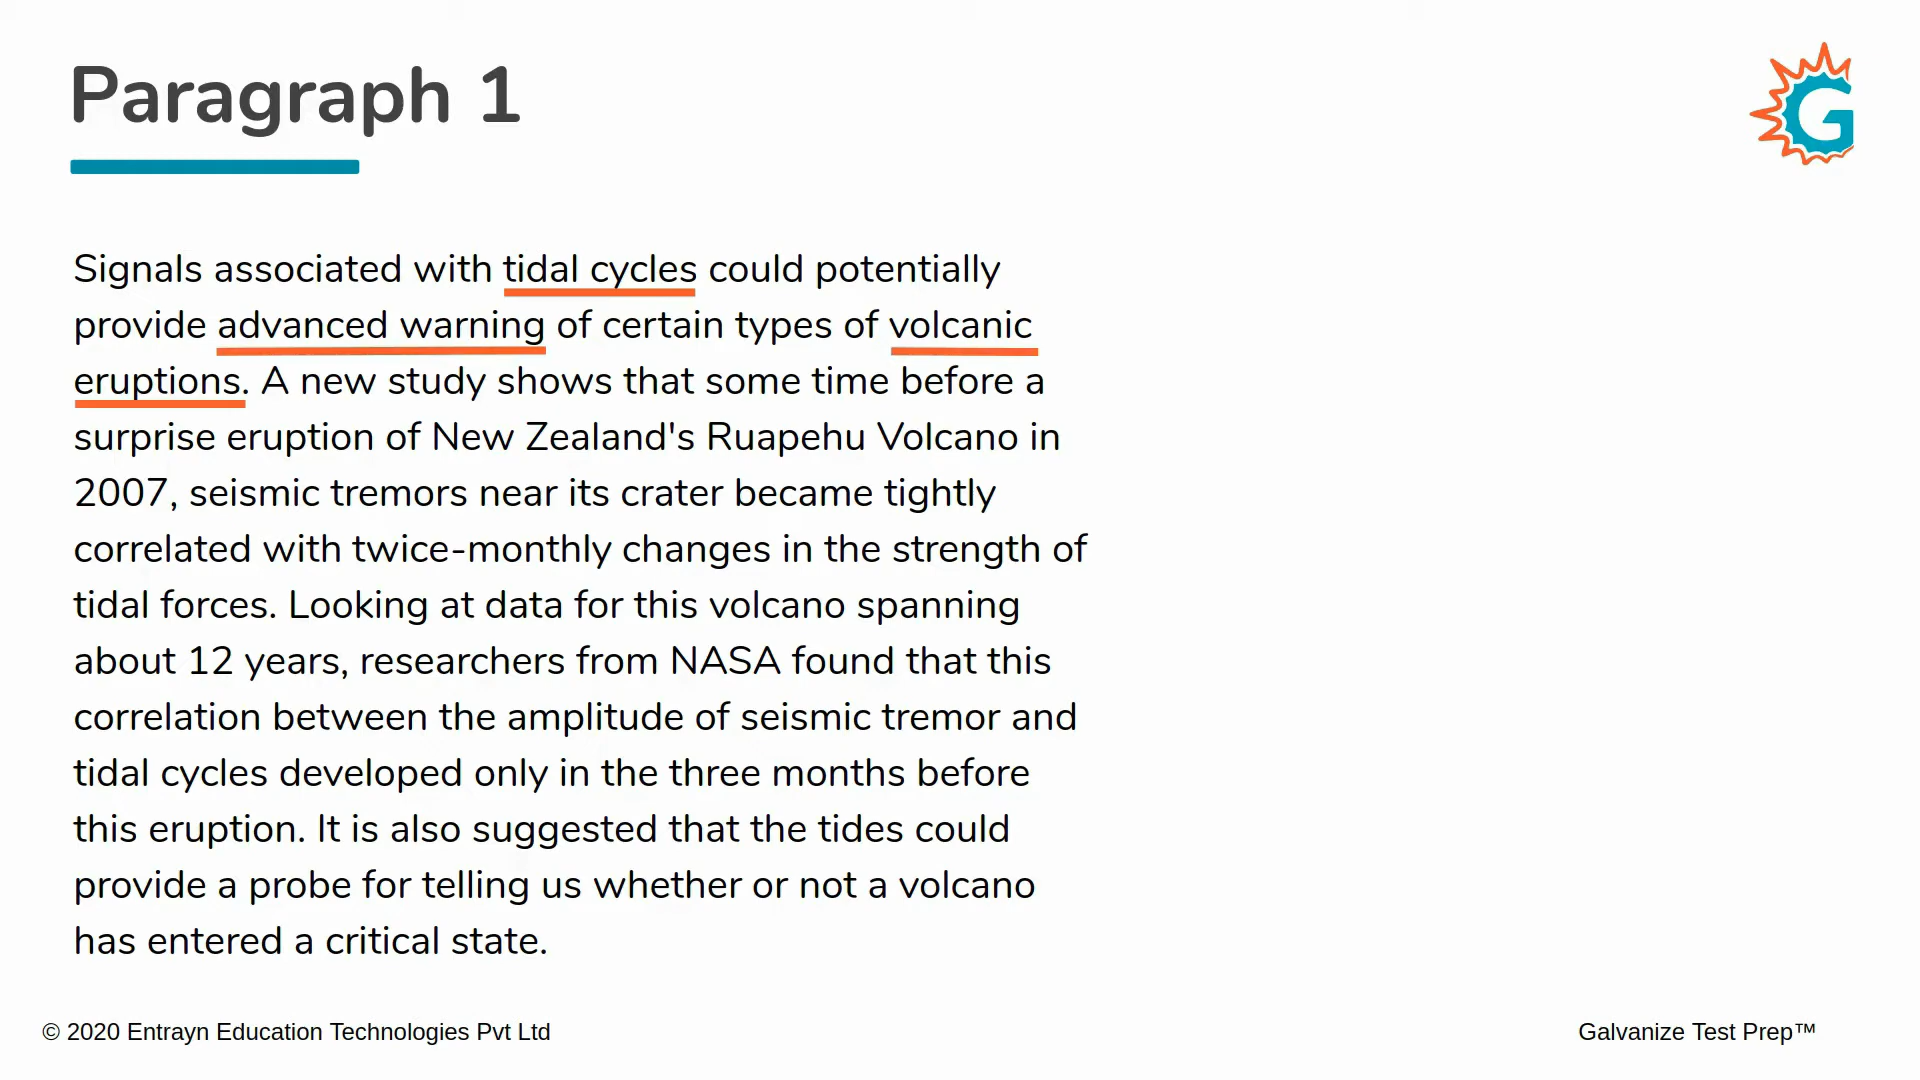 Paragraph 1
G
Signals associated with tidal cycles could potentially
provide advanced warning of certain types of volcanic
eruptions. A new study shows that some time before a
surprise eruption of New Zealand's Ruapehu Volcano in
2007, seismic tremors near its crater became tightly
correlated with twice-monthly changes in the strength of
tidal forces. Looking at data for this volcano spanning
about 12 years, researchers from NASA found that this
correlation between the amplitude of seismic tremor and
tidal cycles developed only in the three months before
this eruption. It is also suggested that the tides could
provide a probe for telling us whether or not a volcano
has entered a critical state.
© 2020 Entrayn Education Technologies Pvt Ltd
Galvanize Test Prep™